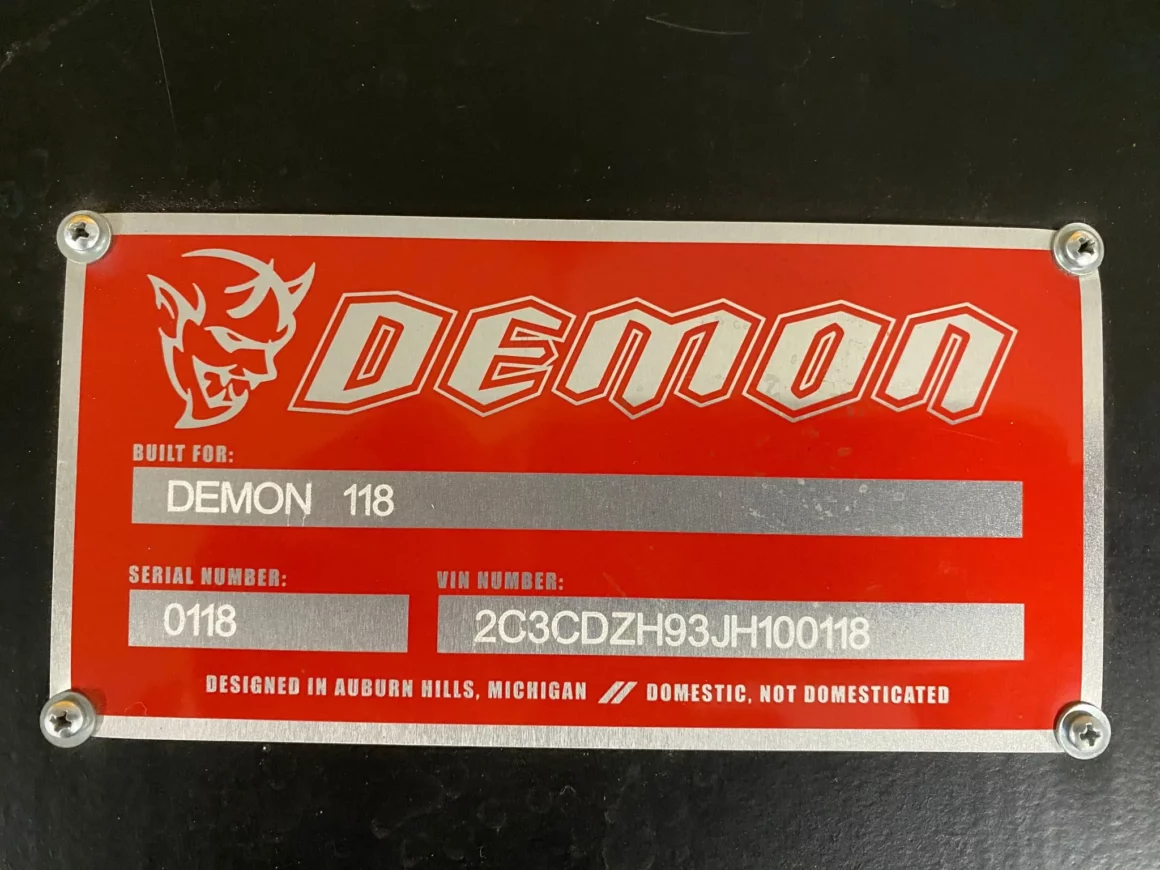 DEMON
BUILT FOR:
DEMON 118
SERIAL NUMBER: VIN NUMBER:
0118 2C3CDZH93JH100118
DESIGNED IN AUBURN HILLS, MICHIGAN // DOMESTIC, NOT DOMESTICATED